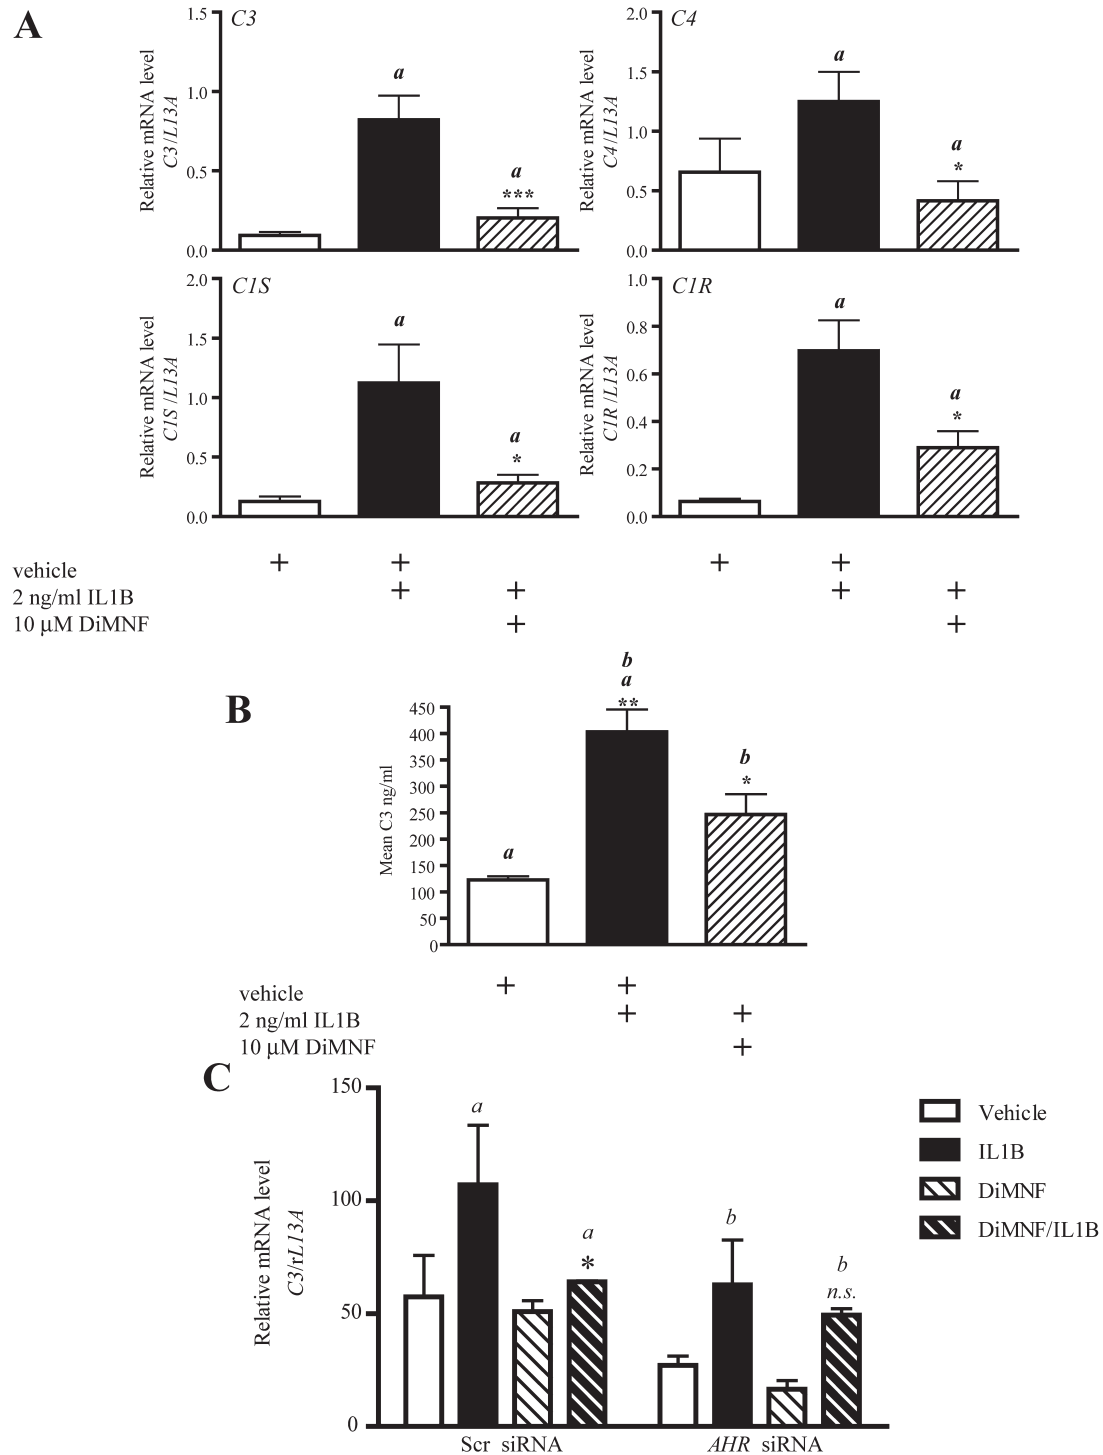 A
C3
1.5
1.0
0.5
0.0
Relative mRNA level
C3/L13A
a
a
***
C4
2.0
1.5
1.0
0.5
0.0
Relative mRNA level
C4/L13A
a
a
*
C1S
2.0
1.5
1.0
0.5
0.0
Relative mRNA level
C1S/L13A
a
a
*
C1R
1.0
0.8
0.6
0.4
0.2
0.0
Relative mRNA level
C1R/L13A
a
a
*
vehicle + + + +
2 ng/ml IL1B + + + +
10 μM DiMNF + +
B
450
400
350
300
250
200
150
100
50
0
Mean C3 ng/ml
a
b
a
**
b
*
vehicle + +
2 ng/ml IL1B + +
10 μM DiMNF +
C
150
100
50
0
Relative mRNA level
C3/rL13A
a
a
*
b
b
n.s.
Scr siRNA
AHR siRNA
Vehicle
IL1B
DiMNF
DiMNF/IL1B